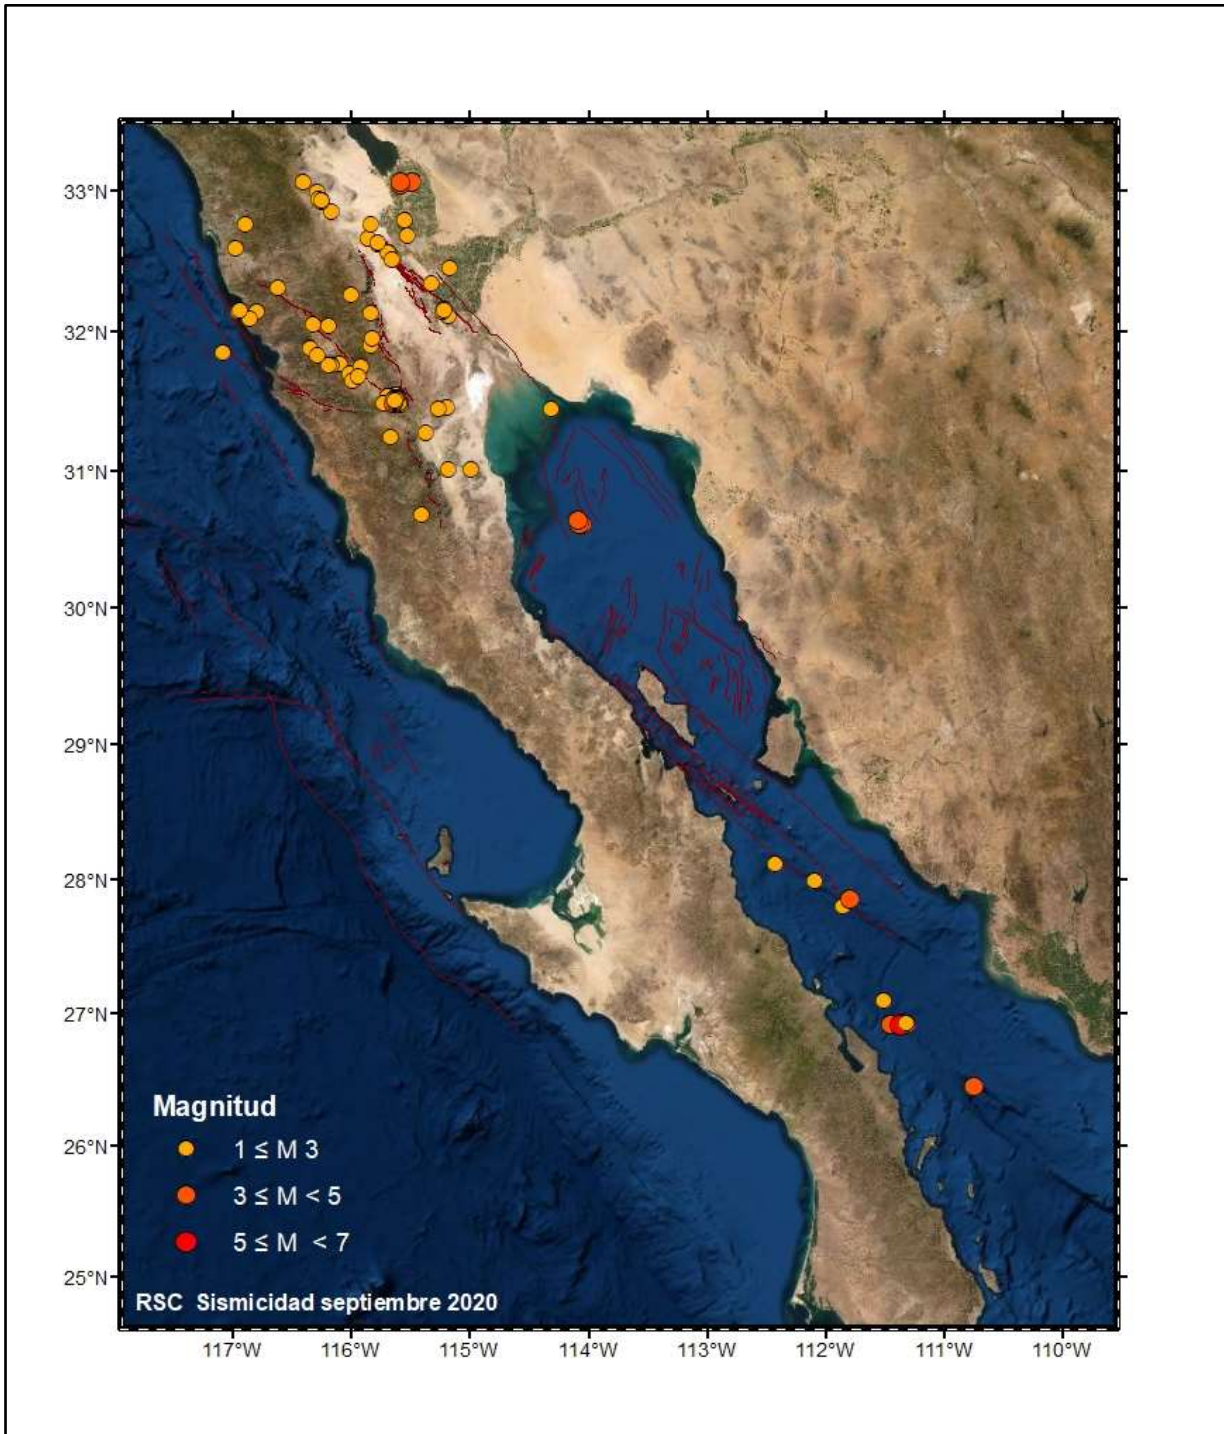 33°N
32°N
31°N
30°N
29°N
28°N
27°N
26°N
25°N
Magnitud
1 ≤ M 3
3 ≤ M < 5
5 ≤ M < 7
RSC Sismicidad septiembre 2020
117°W 116°W 115°W 114°W 113°W 112°W 111°W 110°W